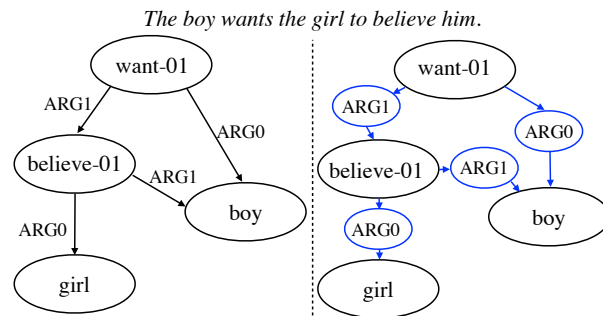 The boy wants the girl to believe him.
want-01
ARG1
ARG0
believe-01
ARG1
boy
ARG0
girl
want-01
ARG1
ARG0
believe-01
ARG1
boy
ARG0
girl